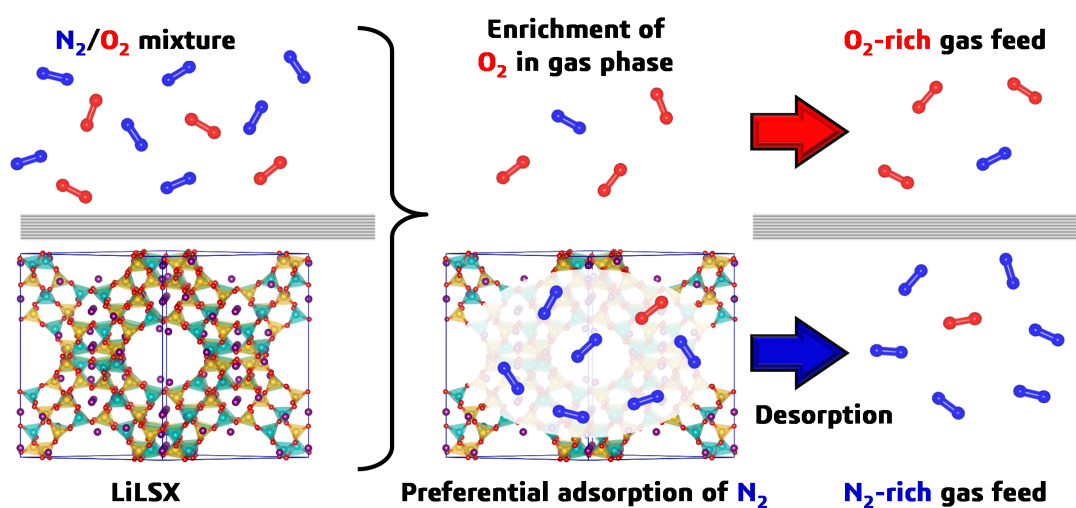 N₂/O₂ mixture
Enrichment of
O₂ in gas phase
O₂-rich gas feed
Desorption
LiLSX
Preferential adsorption of N₂
N₂-rich gas feed